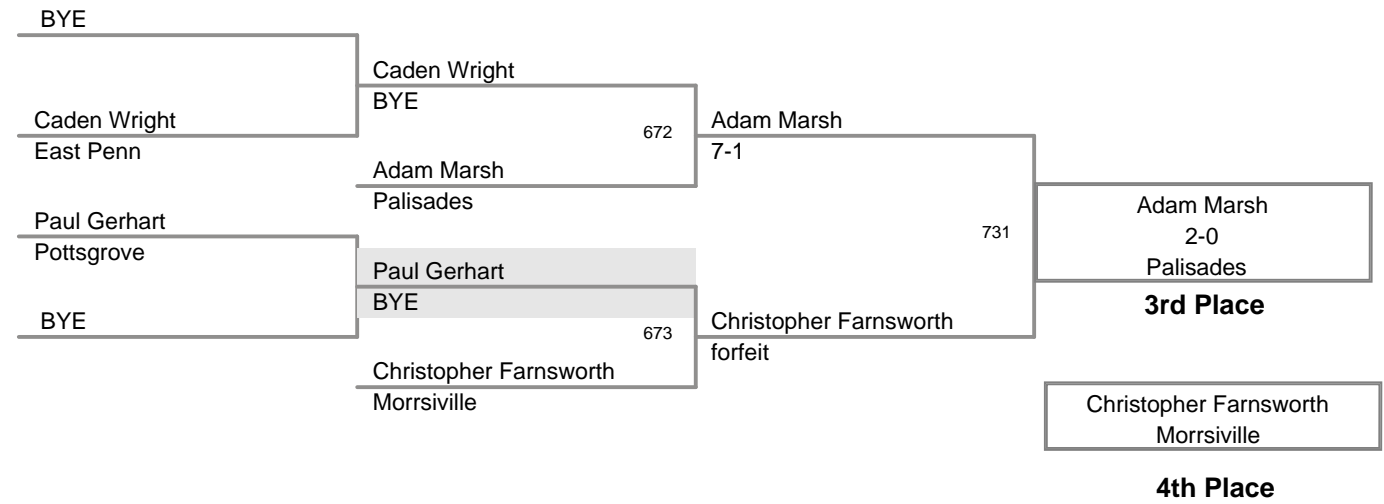 BYE
Caden Wright
East Penn
Paul Gerhart
Pottsgrove
BYE
Caden Wright
BYE
672
Adam Marsh
Palisades
Paul Gerhart
BYE
673
Christopher Farnsworth
Morrsiville
Adam Marsh
7-1
731
Christopher Farnsworth
forfeit
Adam Marsh
2-0
Palisades
3rd Place
Christopher Farnsworth
Morrsiville
4th Place